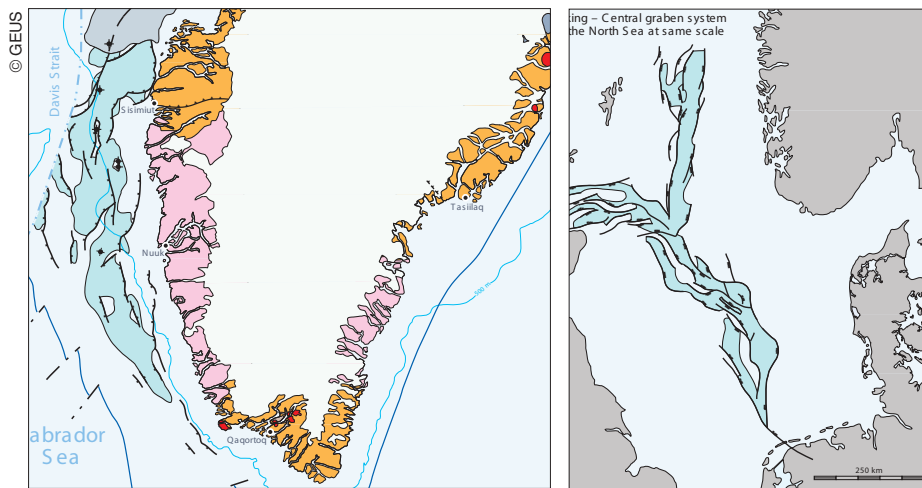 © GEUS
Davis Strait
Sisimiut
Nuuk
Qaqortoq
Tasiilaq
500 m
abrador
Sea
king – Central graben system
the North Sea at same scale
250 km